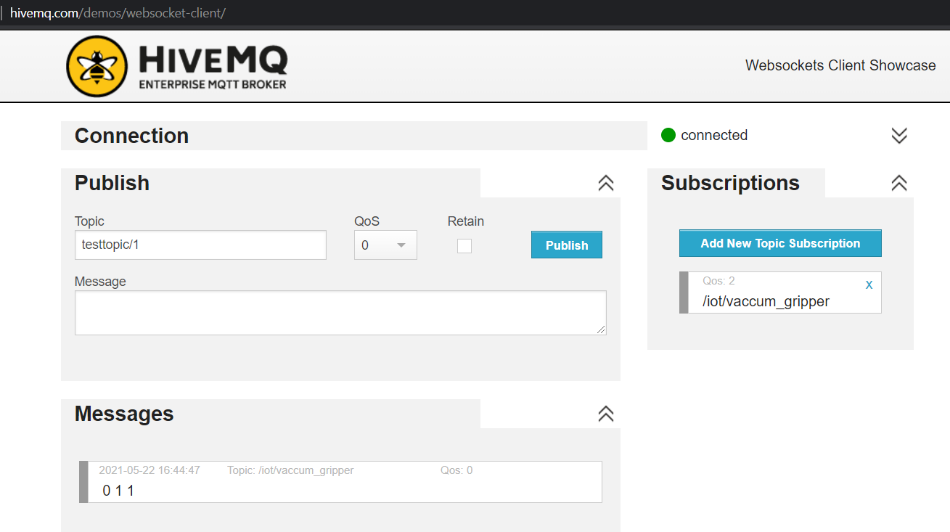 hivemq.com/demos/websocket-client/
HIVEMQ
ENTERPRISE MQTT BROKER
Websockets Client Showcase
Connection
connected
Publish
Subscriptions
Topic
QoS
Retain
testtopic/1
0
Publish
Add New Topic Subscription
Message
Qos: 2
x
/iot/vaccum_gripper
Messages
2021-05-22 16:44:47 Topic: /iot/vaccum_gripper Qos: 0
0 1 1